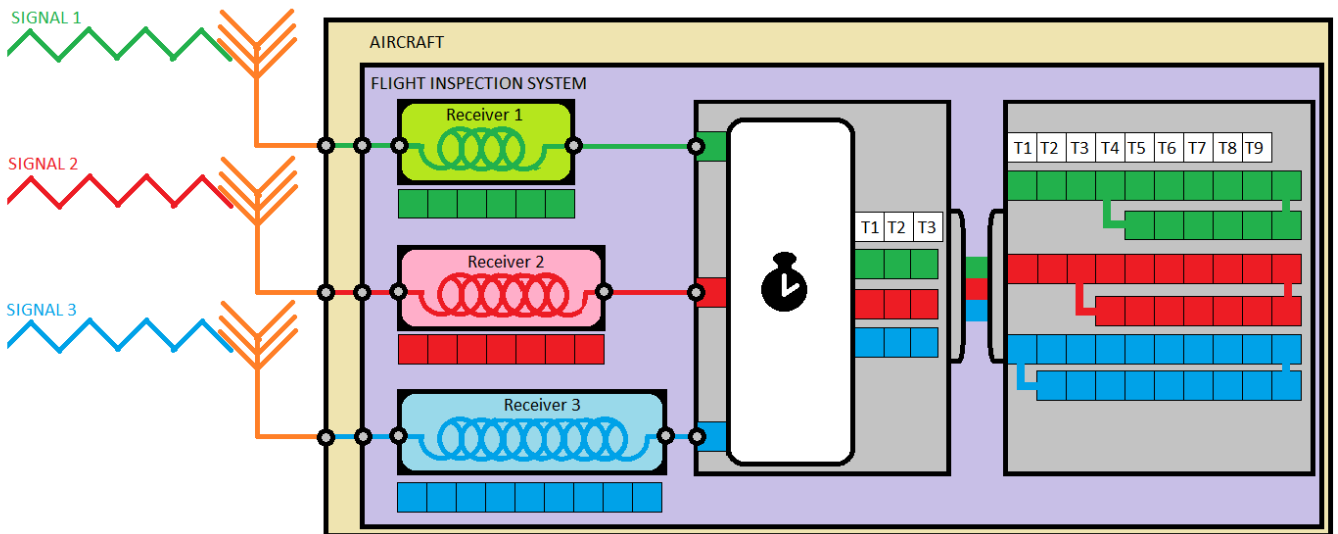 SIGNAL 1
AIRCRAFT
FLIGHT INSPECTION SYSTEM
Receiver 1
T1 T2 T3 T4 T5 T6 T7 T8 T9
SIGNAL 2
T1 T2 T3
Receiver 2
SIGNAL 3
Receiver 3